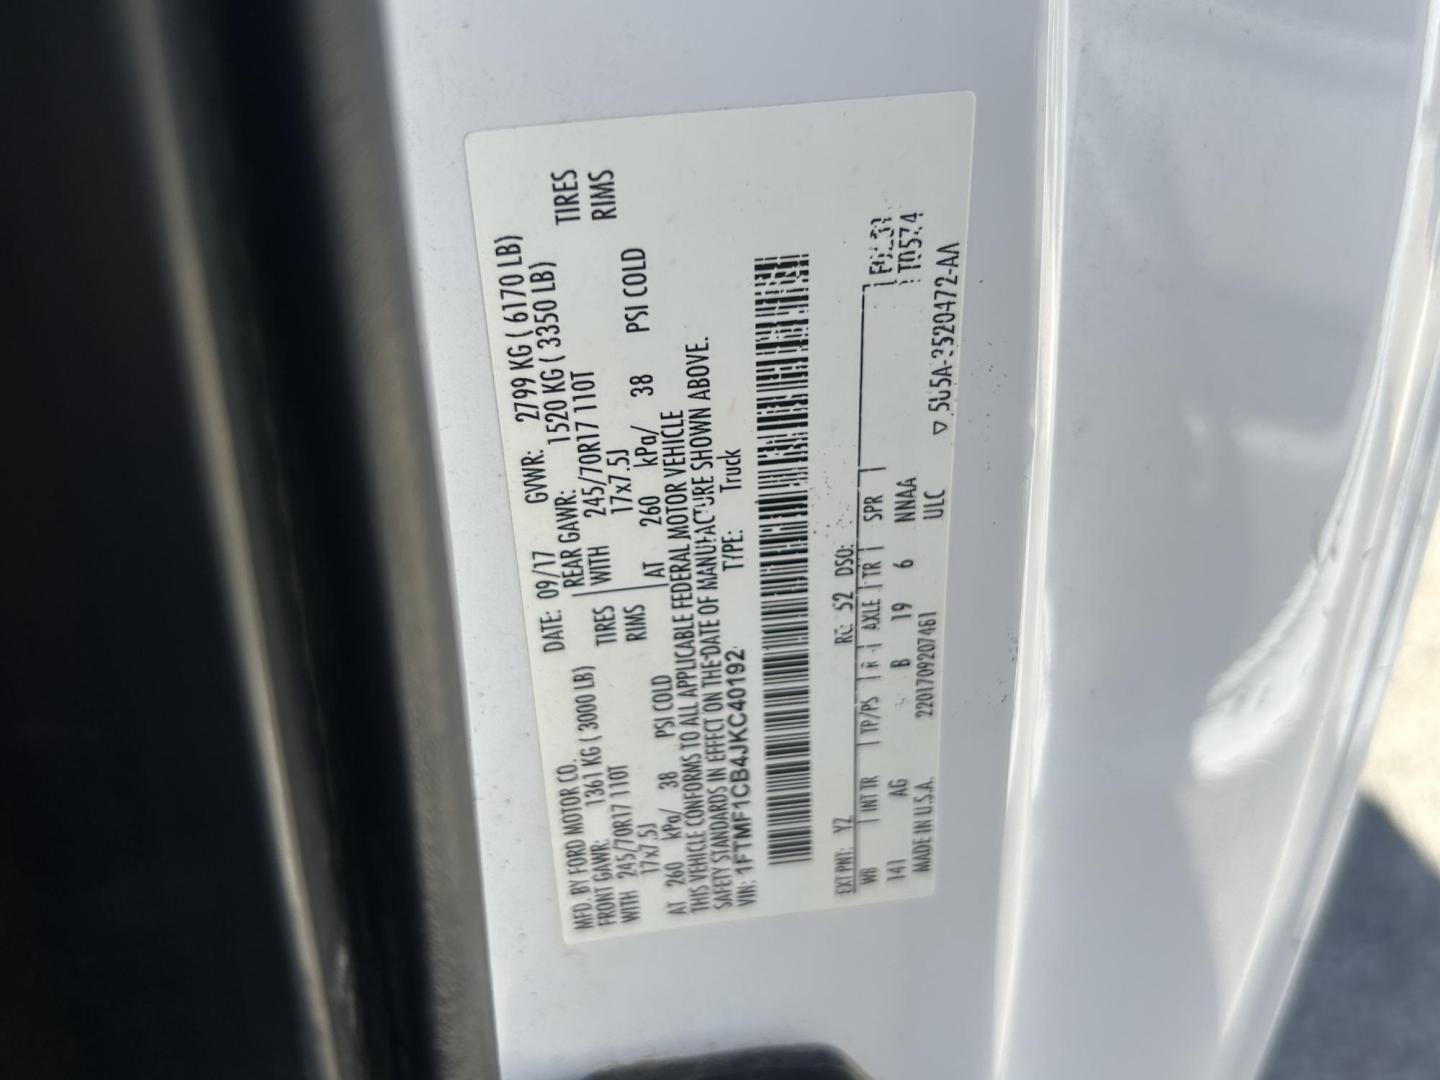 MFD. BY FORD MOTOR CO.
DATE: 09/17 GVWR: 2799 KG ( 6170 LB)
FRONT GAWR: 1361 KG ( 3000 LB) REAR GAWR: 1520 KG ( 3350 LB)
WITH 245/70R17 110T TIRES WITH 245/70R17 110T TIRES
17x7.5J RIMS 17x7.5J RIMS
AT 260 kPa/ 38 PSI COLD AT 260 kPa/ 38 PSI COLD
THIS VEHICLE CONFORMS TO ALL APPLICABLE FEDERAL MOTOR VEHICLE
SAFETY STANDARDS IN EFFECT ON THE DATE OF MANUFACTURE SHOWN ABOVE.
VIN: 1FTMF1CB4JKC40192 TYPE: Truck
EXT PNT: YZ RC: 52 DSO:
WB INT TR TP/PS R AXLE TR SPR
141 AG B 19 6 NNAA
T0574
MADE IN U.S.A. 220170920746​1 ULC
▽ 5U5A-3520472-AA